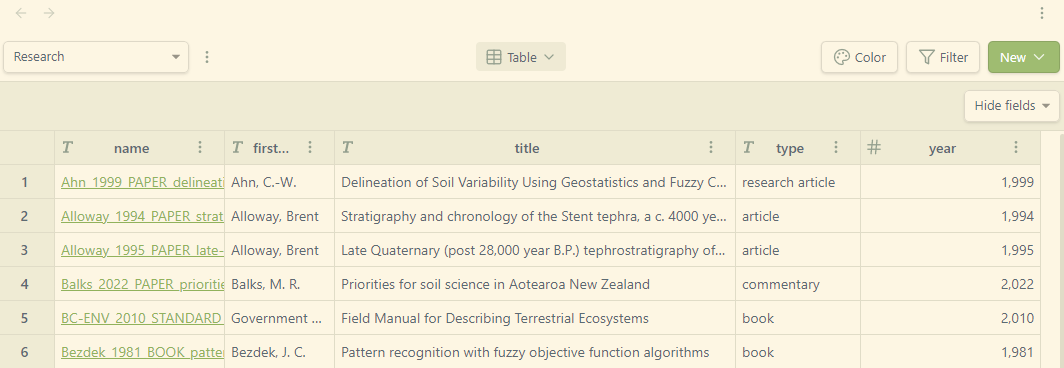 Research Table Color Filter New
Hide fields
name first... title type year
1 Ahn_1999_PAPER_delineati Ahn, C.-W. Delineation of Soil Variability Using Geostatistics and Fuzzy C... research article 1,999
2 Alloway_1994_PAPER_strat Alloway, Brent Stratigraphy and chronology of the Stent tephra, a c. 4000 ye... article 1,994
3 Alloway_1995_PAPER_late- Alloway, Brent Late Quaternary (post 28,000 year B.P.) tephrostratigraphy of... article 1,995
4 Balks_2022_PAPER_prioritie Balks, M. R. Priorities for soil science in Aotearoa New Zealand commentary 2,022
5 BC-ENV_2010_STANDARD_ Government ... Field Manual for Describing Terrestrial Ecosystems book 2,010
6 Bezdek_1981_BOOK_patter Bezdek, J. C. Pattern recognition with fuzzy objective function algorithms book 1,981